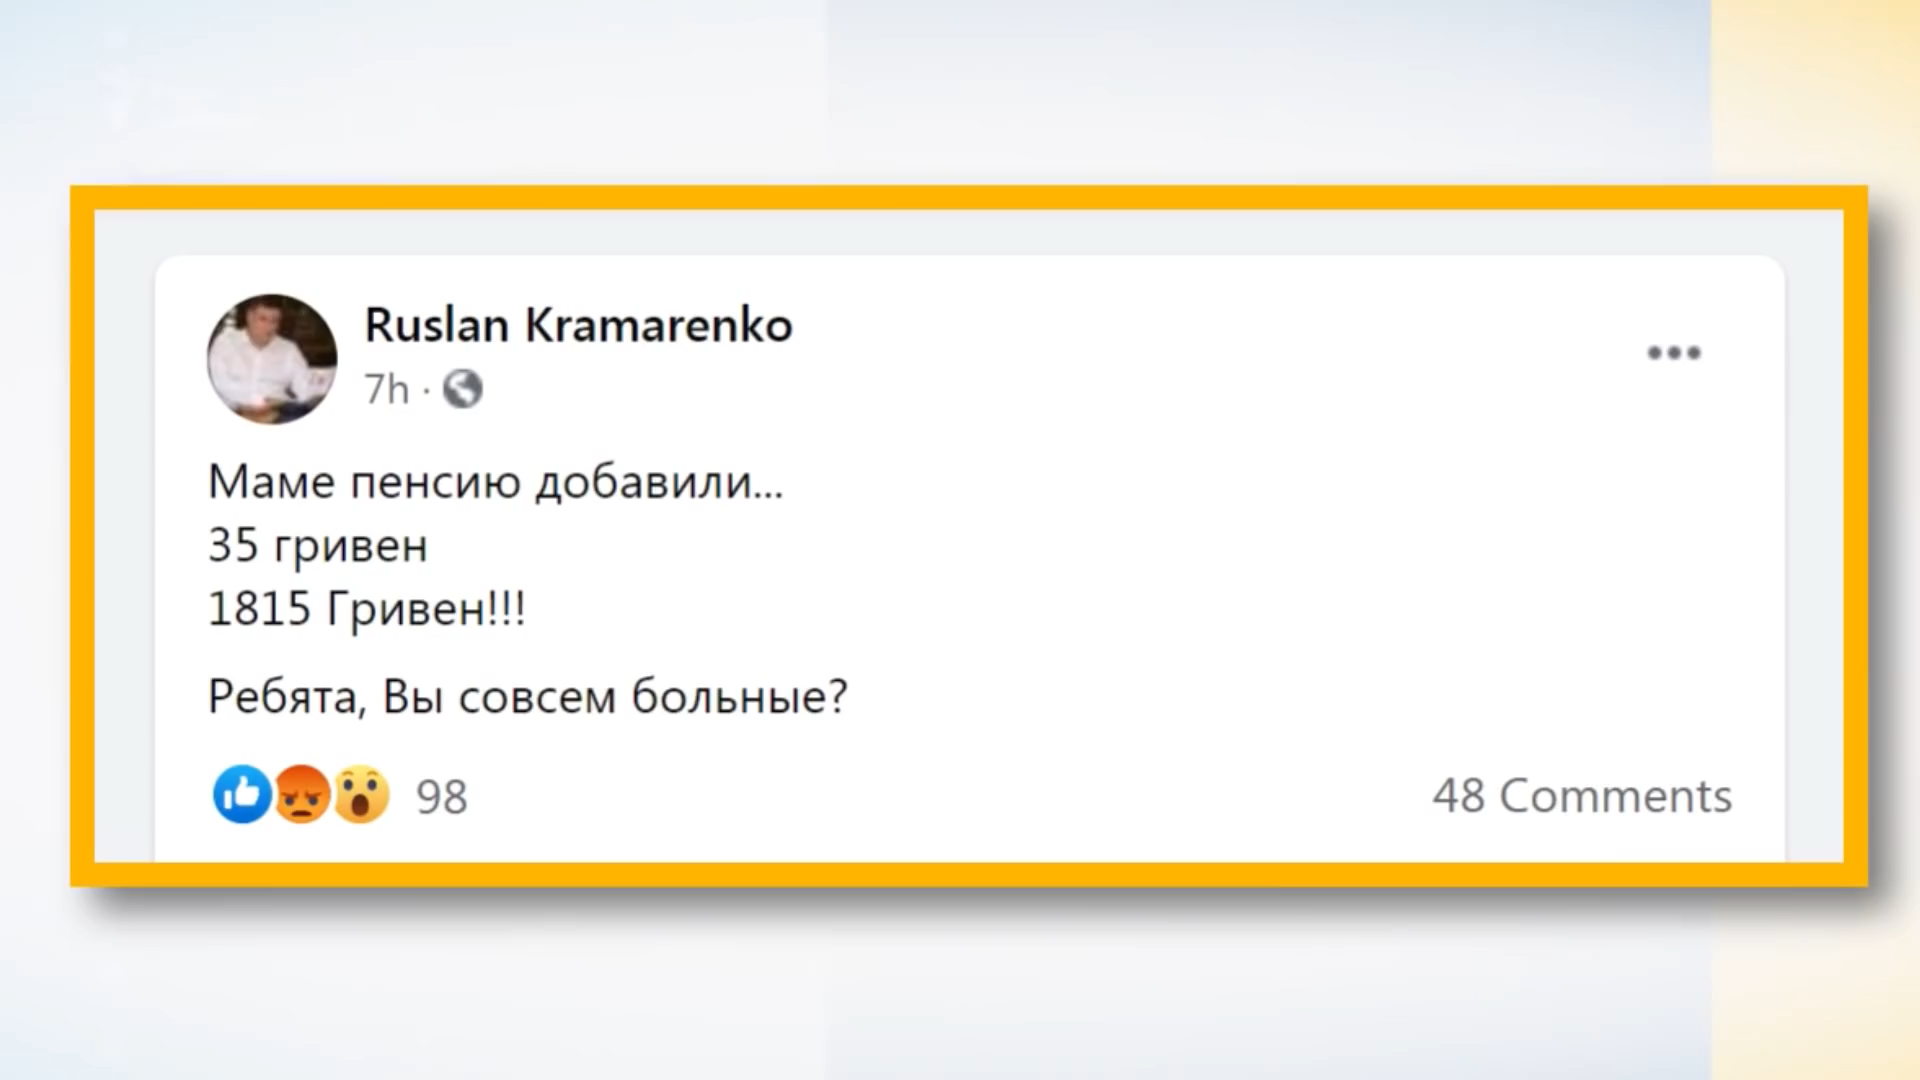 Ruslan Kramarenko
7h ·
Маме пенсию добавили...
35 гривен
1815 Гривен!!!
Ребята, Вы совсем больные?
98
48 Comments